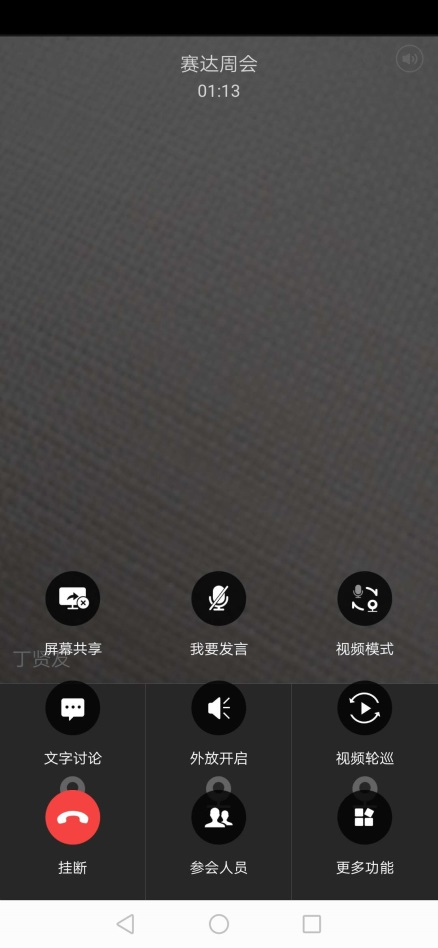 赛达周会
01:13
屏幕共享
我要发言
视频模式
丁贤友
文字讨论
外放开启
视频轮巡
挂断
参会人员
更多功能